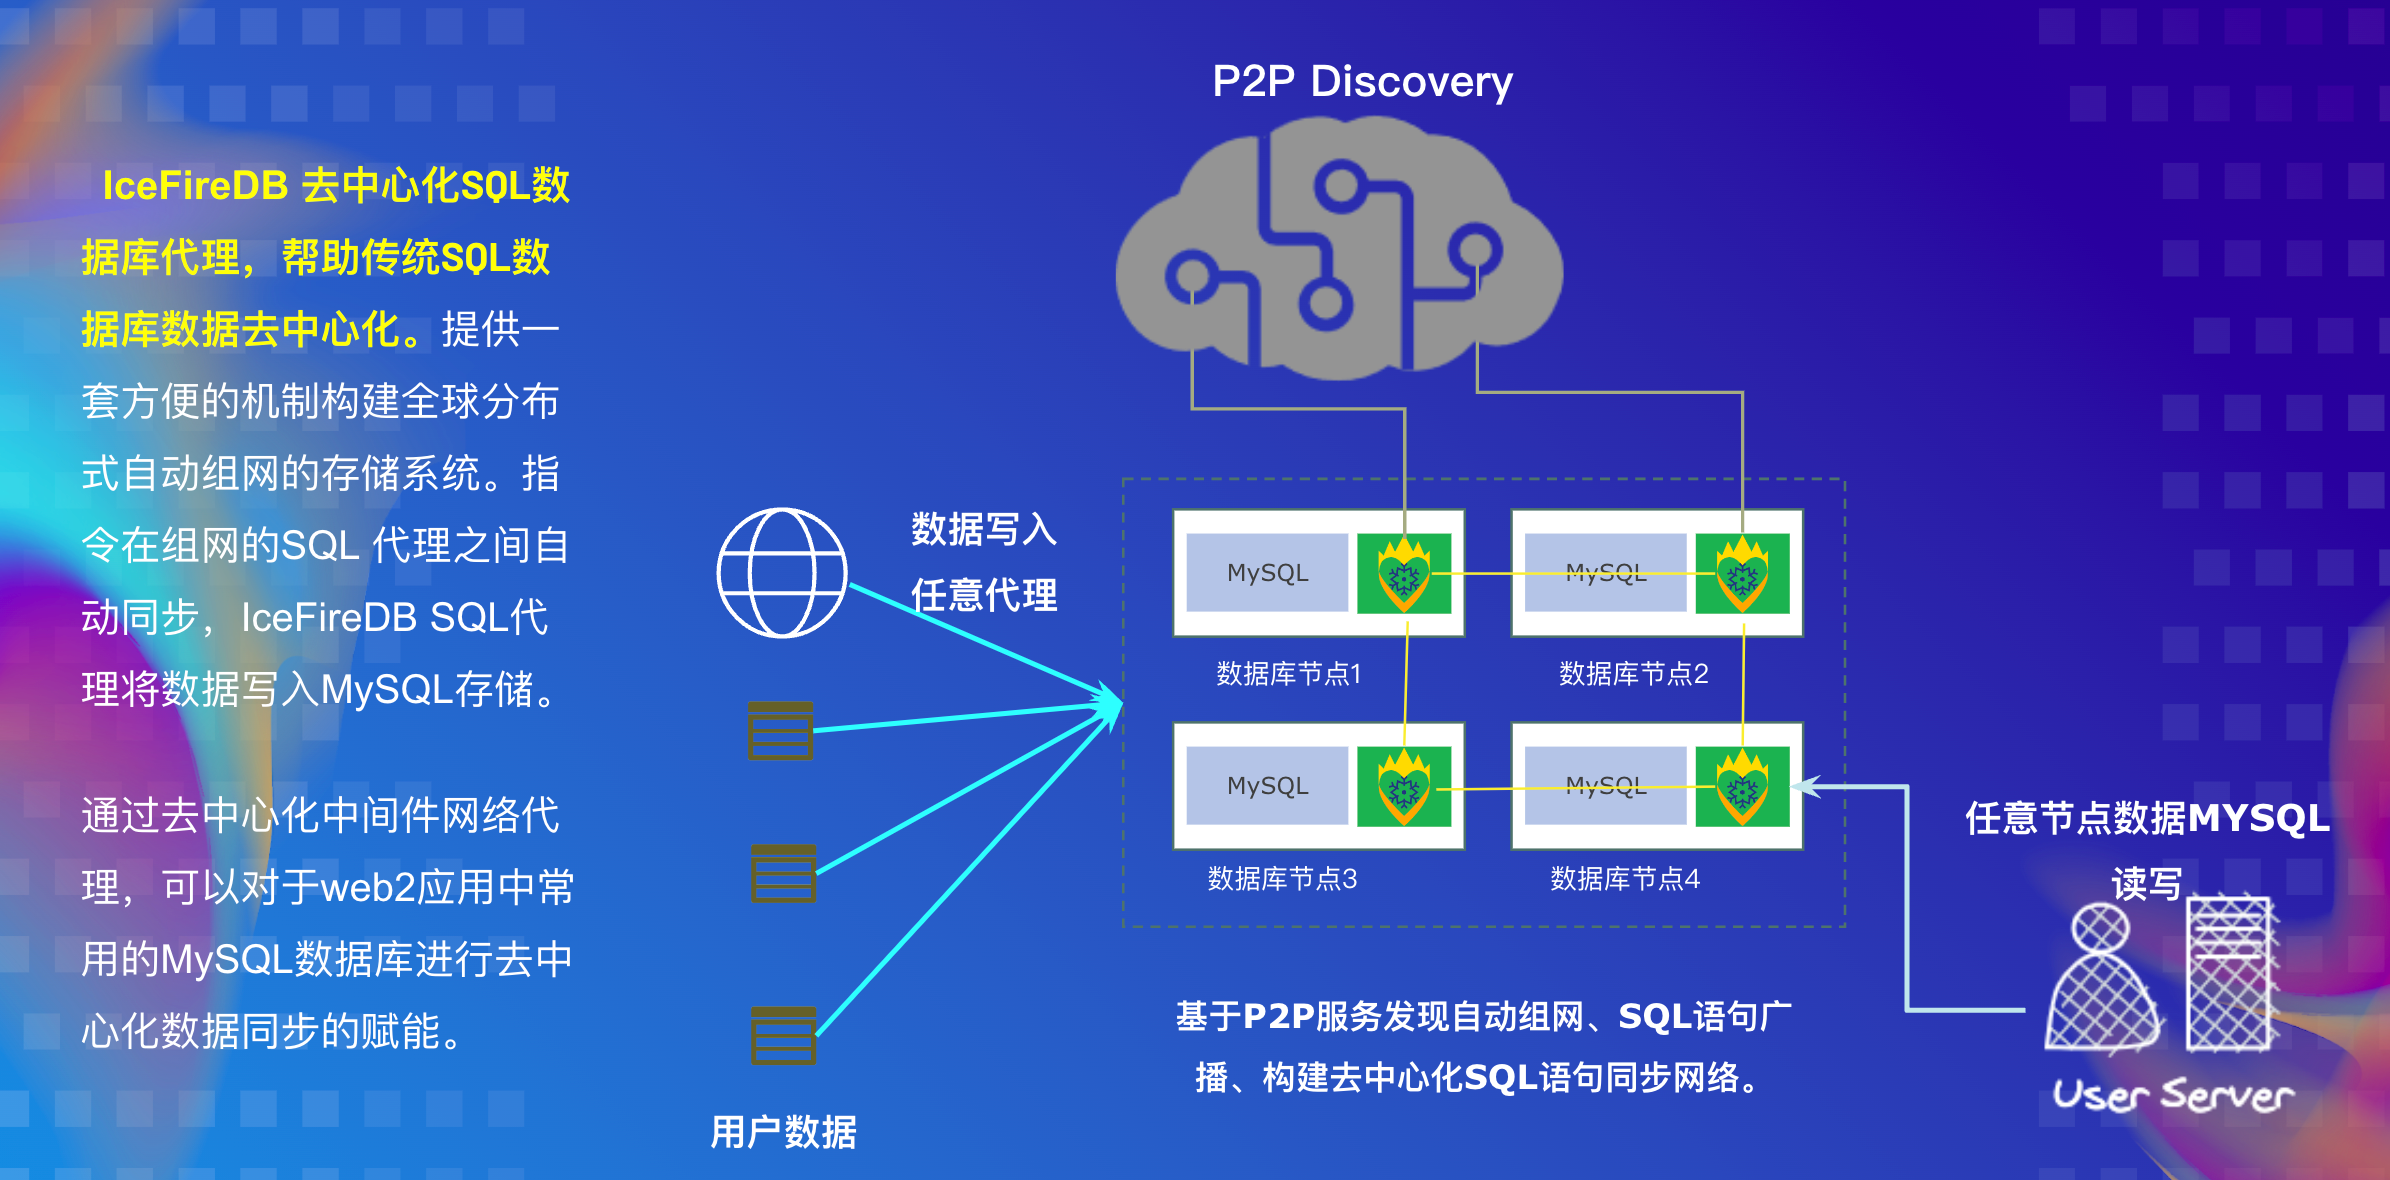 P2P Discovery
IceFireDB 去中心化SQL数
据库代理，帮助传统SQL数
据库数据去中心化。提供一
套方便的机制构建全球分布
式自动组网的存储系统。指
令在组网的SQL 代理之间自
动同步，IceFireDB SQL代
理将数据写入MySQL存储。
通过去中心化中间件网络代
理，可以对于web2应用中常
用的MySQL数据库进行去中
心化数据同步的赋能。
数据写入
任意代理
用户数据
MySQL
MySQL
数据库节点1
数据库节点2
MySQL
MySQL
数据库节点3
数据库节点4
基于P2P服务发现自动组网、SQL语句广
播、构建去中心化SQL语句同步网络。
任意节点数据MYSQL
读写
User Server